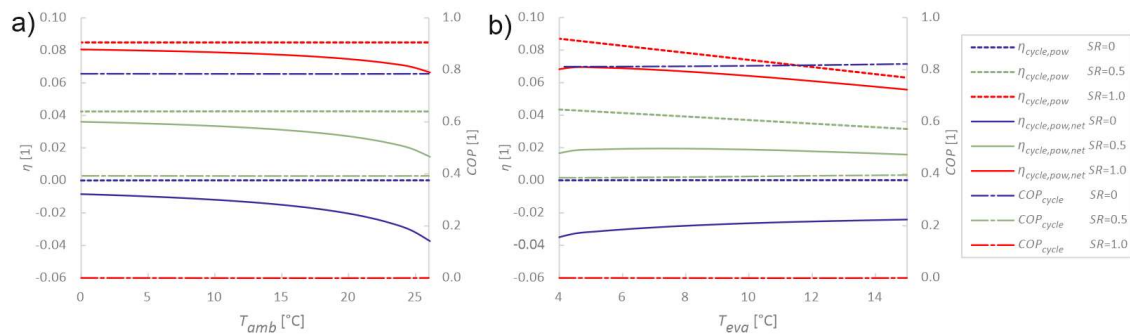 a)
0.10
0.08
0.06
0.04
0.02
0.00
-0.02
-0.04
-0.06
η [1]
0 5 10 15 20 25
T_amb [°C]
1.0
0.8
0.6
0.4
0.2
0.0
COP [1]
b)
0.10
0.08
0.06
0.04
0.02
0.00
-0.02
-0.04
-0.06
η [1]
4 6 8 10 12 14
T_eva [°C]
1.0
0.8
0.6
0.4
0.2
0.0
COP [1]
η_cycle,pow SR=0
η_cycle,pow SR=0.5
η_cycle,pow SR=1.0
η_cycle,pow,net SR=0
η_cycle,pow,net SR=0.5
η_cycle,pow,net SR=1.0
COP_cycle SR=0
COP_cycle SR=0.5
COP_cycle SR=1.0